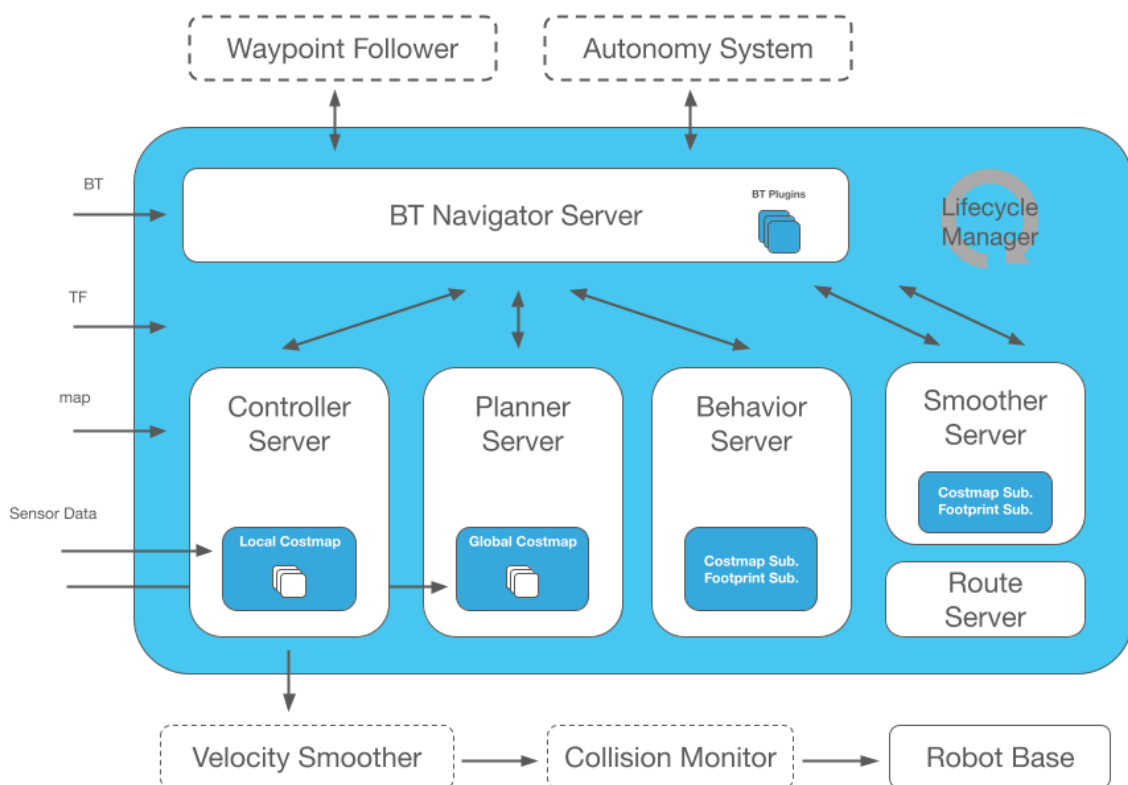 Waypoint Follower
Autonomy System
BT
BT Navigator Server
BT Plugins
Lifecycle
Manager
TF
map
Sensor Data
Controller
Server
Local Costmap
Planner
Server
Global Costmap
Behavior
Server
Costmap Sub.
Footprint Sub.
Smoother
Server
Costmap Sub.
Footprint Sub.
Route
Server
Velocity Smoother
Collision Monitor
Robot Base